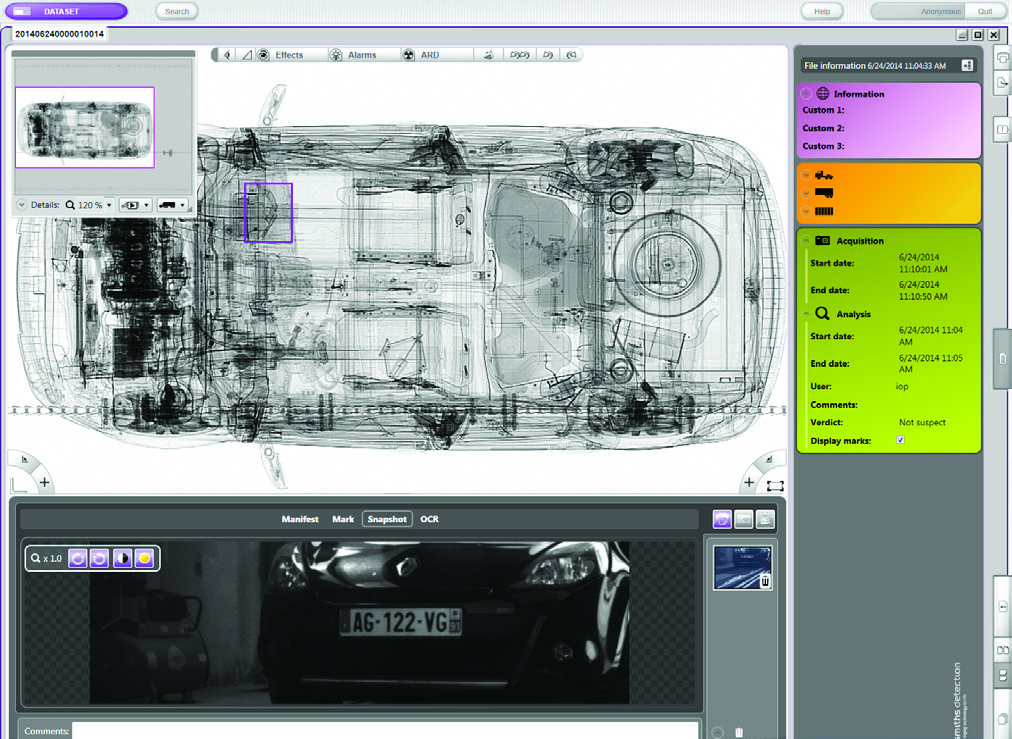 DATASET
Search
Help
Anonymous
Quit
201406240000010014
Effects
Alarms
ARD
Details:
120 %
File information 6/24/2014 11:04:33 AM
Information
Custom 1:
Custom 2:
Custom 3:
Acquisition
Start date:
6/24/2014
11:10:01 AM
End date:
6/24/2014
11:10:50 AM
Analysis
Start date:
6/24/2014 11:04
AM
End date:
6/24/2014 11:05
AM
User:
iop
Comments:
Verdict:
Not suspect
Display marks:
Manifest
Mark
Snapshot
OCR
x 1.0
AG-122-VG
91
Comments:
smiths detection